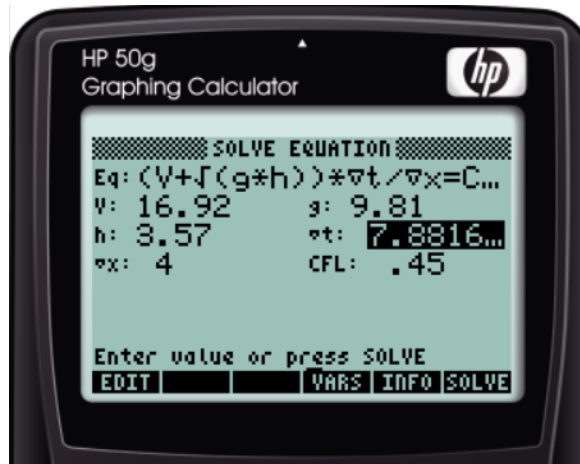 HP 50g
Graphing Calculator
hp
SOLVE EQUATION
Eq: (V+√(g*h))*▿t/▿x=C…
V: 16.92 g: 9.81
h: 3.57 ▿t: 7.8816…
▿x: 4 CFL: .45
Enter value or press SOLVE
EDIT VARS INFO SOLVE